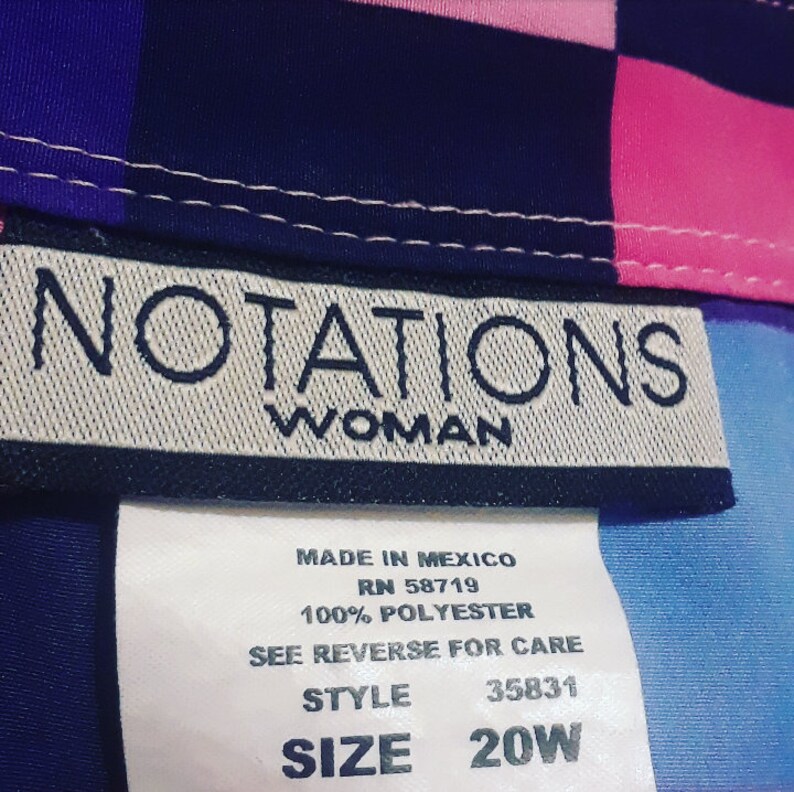 NOTATIONS
WOMAN
MADE IN MEXICO
RN 58719
100% POLYESTER
SEE REVERSE FOR CARE
STYLE 35831
SIZE 20W